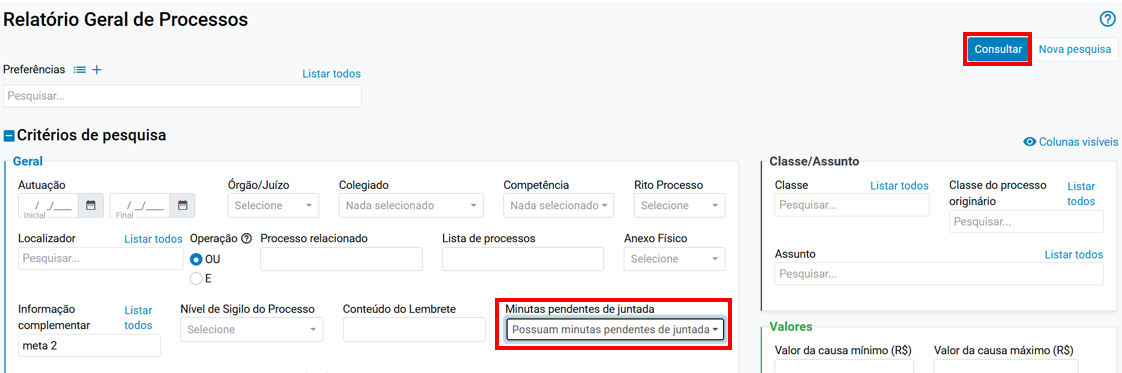 Relatório Geral de Processos
Consultar Nova pesquisa
Preferências
Listar todos
Pesquisar...
Critérios de pesquisa
Colunas visíveis
Geral
Autuação Órgão/Juízo Colegiado Competência Rito Processo
__/__/____ Inicial __/__/____ Final Selecione Nada selecionado Nada selecionado Selecione
Localizador Listar todos Operação Processo relacionado Lista de processos Anexo Físico
Pesquisar... OU Selecione
E
Informação complementar Listar todos Nível de Sigilo do Processo Conteúdo do Lembrete Minutas pendentes de juntada
meta 2 Selecione Possuam minutas pendentes de juntada
Classe/Assunto
Classe Listar todos Classe do processo originário Listar todos
Pesquisar... Pesquisar...
Assunto Listar todos
Pesquisar...
Valores
Valor da causa mínimo (R$) Valor da causa máximo (R$)